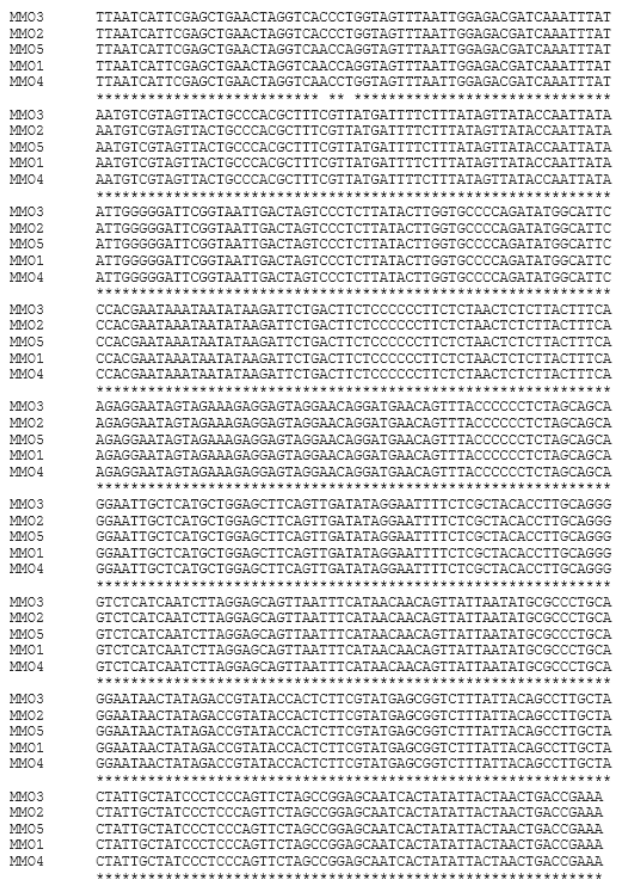 MMO3 TTAATCATTCGAGCTGAACTAGGTCACCCTGGTAGTTTAATTGGAGACGATCAAATTTAT
MMO2 TTAATCATTCGAGCTGAACTAGGTCACCCTGGTAGTTTAATTGGAGACGATCAAATTTAT
MMO5 TTAATCATTCGAGCTGAACTAGGTCAACCAGGTAGTTTAATTGGAGACGATCAAATTTAT
MMO1 TTAATCATTCGAGCTGAACTAGGTCAACCAGGTAGTTTAATTGGAGACGATCAAATTTAT
MMO4 TTAATCATTCGAGCTGAACTAGGTCAACCTGGTAGTTTAATTGGAGACGATCAAATTTAT
************************** ** ******************************
MMO3 AATGTCGTAGTTACTGCCCACGCTTTCGTTATGATTTTCTTTATAGTTATACCAATTATA
MMO2 AATGTCGTAGTTACTGCCCACGCTTTCGTTATGATTTTCTTTATAGTTATACCAATTATA
MMO5 AATGTCGTAGTTACTGCCCACGCTTTCGTTATGATTTTCTTTATAGTTATACCAATTATA
MMO1 AATGTCGTAGTTACTGCCCACGCTTTCGTTATGATTTTCTTTATAGTTATACCAATTATA
MMO4 AATGTCGTAGTTACTGCCCACGCTTTCGTTATGATTTTCTTTATAGTTATACCAATTATA
************************************************************
MMO3 ATTGGGGGATTCGGTAATTGACTAGTCCCTCTTATACTTGGTGCCCCAGATATGGCATTC
MMO2 ATTGGGGGATTCGGTAATTGACTAGTCCCTCTTATACTTGGTGCCCCAGATATGGCATTC
MMO5 ATTGGGGGATTCGGTAATTGACTAGTCCCTCTTATACTTGGTGCCCCAGATATGGCATTC
MMO1 ATTGGGGGATTCGGTAATTGACTAGTCCCTCTTATACTTGGTGCCCCAGATATGGCATTC
MMO4 ATTGGGGGATTCGGTAATTGACTAGTCCCTCTTATACTTGGTGCCCCAGATATGGCATTC
************************************************************
MMO3 CCACGAATAAATAATATAAGATTCTGACTTCTCCCCCCTTCTCTAACTCTCTTACTTTCA
MMO2 CCACGAATAAATAATATAAGATTCTGACTTCTCCCCCCTTCTCTAACTCTCTTACTTTCA
MMO5 CCACGAATAAATAATATAAGATTCTGACTTCTCCCCCCTTCTCTAACTCTCTTACTTTCA
MMO1 CCACGAATAAATAATATAAGATTCTGACTTCTCCCCCCTTCTCTAACTCTCTTACTTTCA
MMO4 CCACGAATAAATAATATAAGATTCTGACTTCTCCCCCCTTCTCTAACTCTCTTACTTTCA
************************************************************
MMO3 AGAGGAATAGTAGAAAGAGGAGTAGGAACAGGATGAACAGTTTACCCCCCTCTAGCAGCA
MMO2 AGAGGAATAGTAGAAAGAGGAGTAGGAACAGGATGAACAGTTTACCCCCCTCTAGCAGCA
MMO5 AGAGGAATAGTAGAAAGAGGAGTAGGAACAGGATGAACAGTTTACCCCCCTCTAGCAGCA
MMO1 AGAGGAATAGTAGAAAGAGGAGTAGGAACAGGATGAACAGTTTACCCCCCTCTAGCAGCA
MMO4 AGAGGAATAGTAGAAAGAGGAGTAGGAACAGGATGAACAGTTTACCCCCCTCTAGCAGCA
************************************************************
MMO3 GGAATTGCTCATGCTGGAGCTTCAGTTGATATAGGAATTTTCTCGCTACACCTTGCAGGG
MMO2 GGAATTGCTCATGCTGGAGCTTCAGTTGATATAGGAATTTTCTCGCTACACCTTGCAGGG
MMO5 GGAATTGCTCATGCTGGAGCTTCAGTTGATATAGGAATTTTCTCGCTACACCTTGCAGGG
MMO1 GGAATTGCTCATGCTGGAGCTTCAGTTGATATAGGAATTTTCTCGCTACACCTTGCAGGG
MMO4 GGAATTGCTCATGCTGGAGCTTCAGTTGATATAGGAATTTTCTCGCTACACCTTGCAGGG
************************************************************
MMO3 GTCTCATCAATCTTAGGAGCAGTTAATTTCATAACAACAGTTATTAATATGCGCCCTGCA
MMO2 GTCTCATCAATCTTAGGAGCAGTTAATTTCATAACAACAGTTATTAATATGCGCCCTGCA
MMO5 GTCTCATCAATCTTAGGAGCAGTTAATTTCATAACAACAGTTATTAATATGCGCCCTGCA
MMO1 GTCTCATCAATCTTAGGAGCAGTTAATTTCATAACAACAGTTATTAATATGCGCCCTGCA
MMO4 GTCTCATCAATCTTAGGAGCAGTTAATTTCATAACAACAGTTATTAATATGCGCCCTGCA
************************************************************
MMO3 GGAATAACTATAGACCGTATACCACTCTTCGTATGAGCGGTCTTTATTACAGCCTTGCTA
MMO2 GGAATAACTATAGACCGTATACCACTCTTCGTATGAGCGGTCTTTATTACAGCCTTGCTA
MMO5 GGAATAACTATAGACCGTATACCACTCTTCGTATGAGCGGTCTTTATTACAGCCTTGCTA
MMO1 GGAATAACTATAGACCGTATACCACTCTTCGTATGAGCGGTCTTTATTACAGCCTTGCTA
MMO4 GGAATAACTATAGACCGTATACCACTCTTCGTATGAGCGGTCTTTATTACAGCCTTGCTA
************************************************************
MMO3 CTATTGCTATCCCTCCCAGTTCTAGCCGGAGCAATCACTATATTACTAACTGACCGAAA
MMO2 CTATTGCTATCCCTCCCAGTTCTAGCCGGAGCAATCACTATATTACTAACTGACCGAAA
MMO5 CTATTGCTATCCCTCCCAGTTCTAGCCGGAGCAATCACTATATTACTAACTGACCGAAA
MMO1 CTATTGCTATCCCTCCCAGTTCTAGCCGGAGCAATCACTATATTACTAACTGACCGAAA
MMO4 CTATTGCTATCCCTCCCAGTTCTAGCCGGAGCAATCACTATATTACTAACTGACCGAAA
***********************************************************